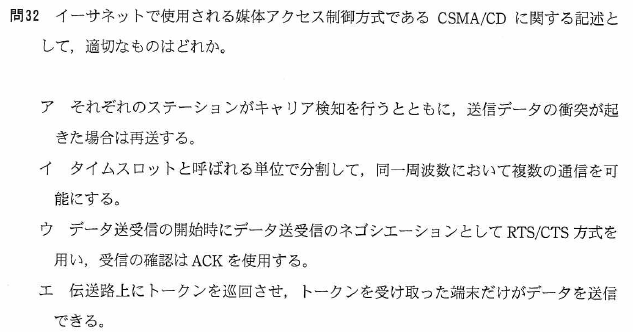 問32 イーサネットで使用される媒体アクセス制御方式である CSMA/CD に関する記述と
して，適切なものはどれか。
ア それぞれのステーションがキャリア検知を行うとともに，送信データの衝突が起
きた場合は再送する。
イ タイムスロットと呼ばれる単位で分割して，同一周波数において複数の通信を可
能にする。
ウ データ送受信の開始時にデータ送受信のネゴシエーションとして RTS/CTS 方式を
用い，受信の確認は ACK を使用する。
エ 伝送路上にトークンを巡回させ，トークンを受け取った端末だけがデータを送信
できる。